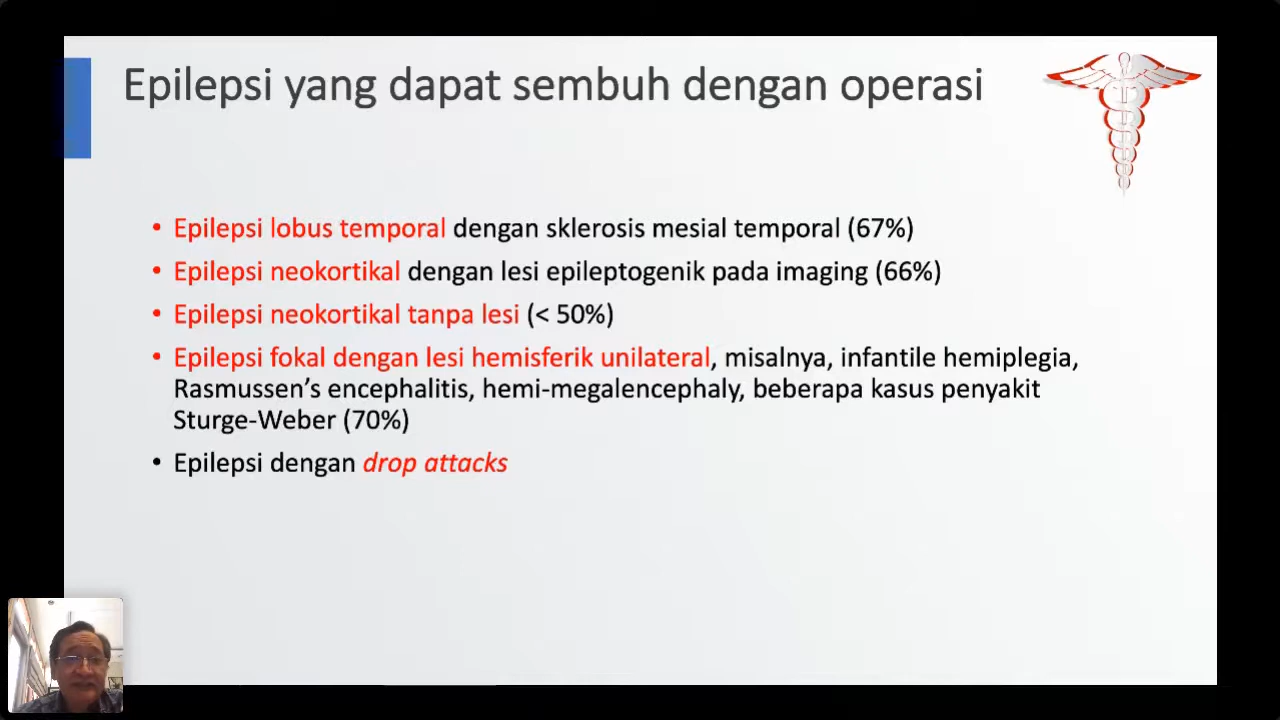 Epilepsi yang dapat sembuh dengan operasi
• Epilepsi lobus temporal dengan sklerosis mesial temporal (67%)
• Epilepsi neokortikal dengan lesi epileptogenik pada imaging (66%)
• Epilepsi neokortikal tanpa lesi (< 50%)
• Epilepsi fokal dengan lesi hemisferik unilateral, misalnya, infantile hemiplegia,
Rasmussen’s encephalitis, hemi-megalencephaly, beberapa kasus penyakit
Sturge-Weber (70%)
• Epilepsi dengan drop attacks